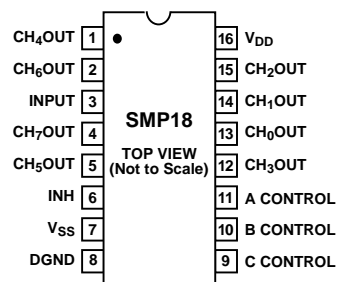 CH4OUT 1
CH6OUT 2
INPUT 3
CH7OUT 4
CH5OUT 5
INH 6
VSS 7
DGND 8
SMP18
TOP VIEW
(Not to Scale)
16 VDD
15 CH2OUT
14 CH1OUT
13 CH0OUT
12 CH3OUT
11 A CONTROL
10 B CONTROL
9 C CONTROL